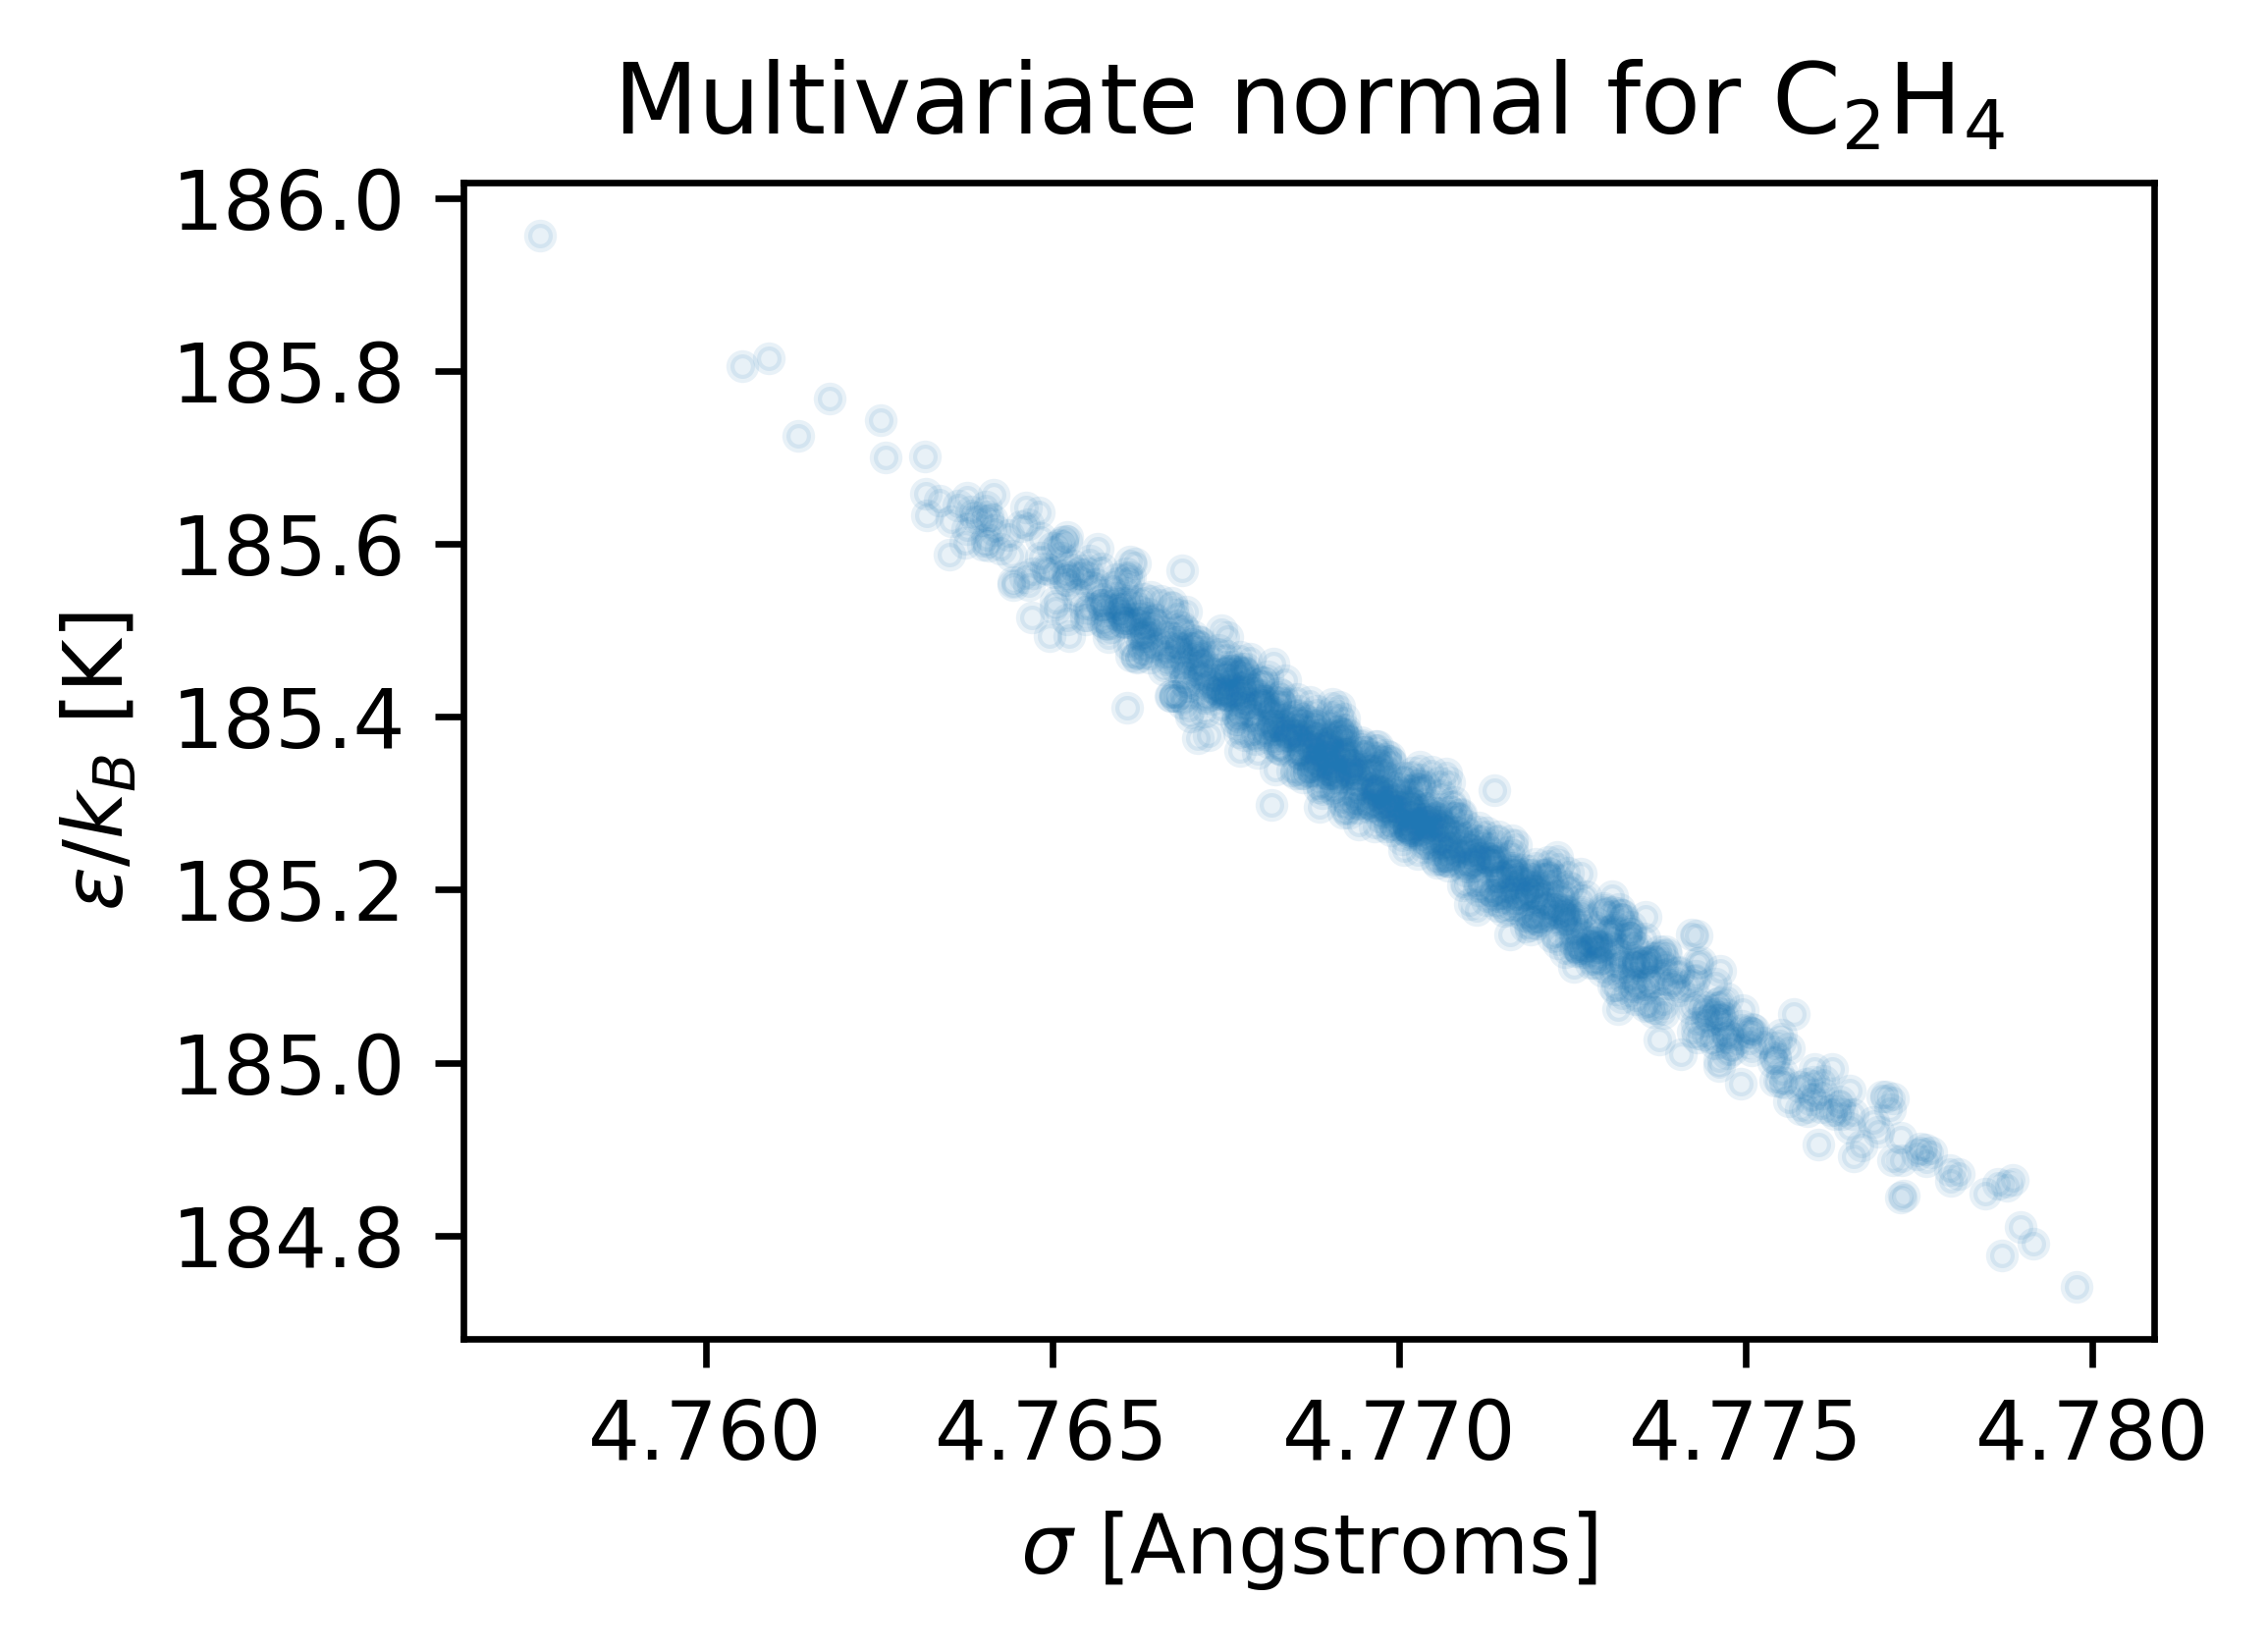 Multivariate normal for C₂H₄
186.0
185.8
185.6
185.4
185.2
185.0
184.8
ε/k_B [K]
4.760 4.765 4.770 4.775 4.780
σ [Angstroms]